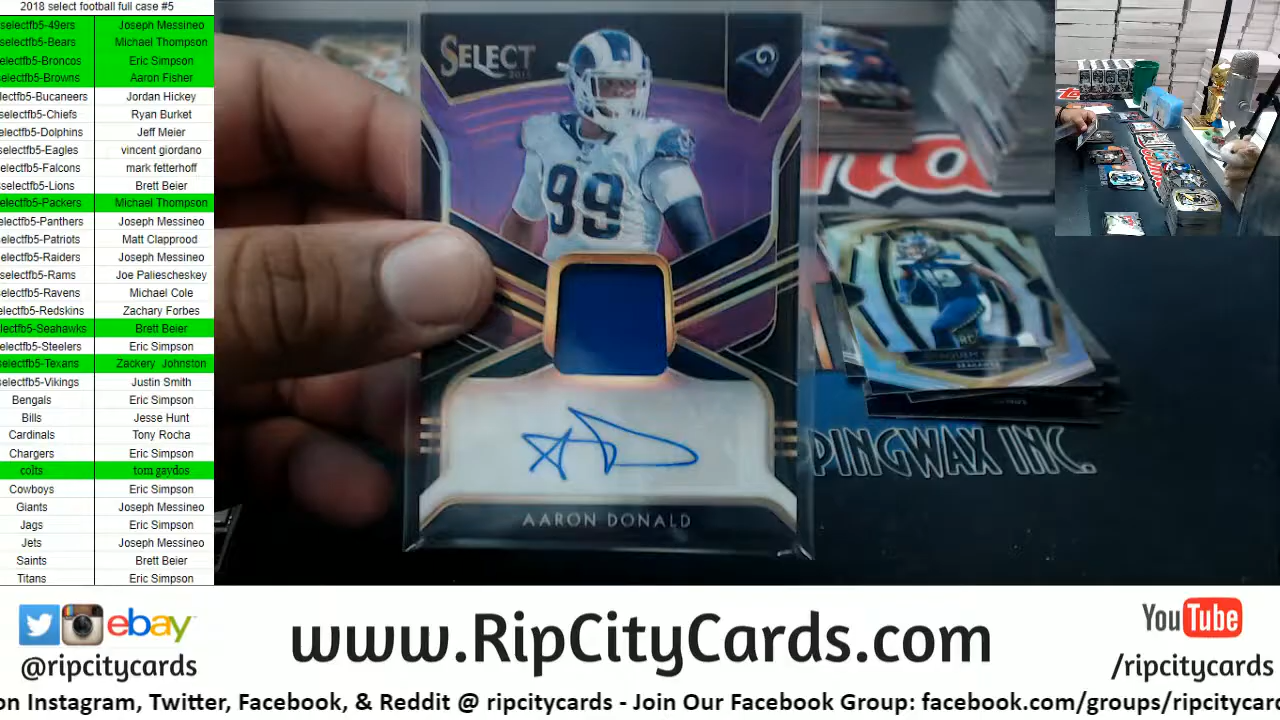 2018 select football full case #5
selectfb5-49ers Joseph Messineo
selectfb5-Bears Michael Thompson
selectfb5-Broncos Eric Simpson
selectfb5-Browns Aaron Fisher
lectfb5-Bucaneers Jordan Hickey
selectfb5-Chiefs Ryan Burket
electfb5-Dolphins Jeff Meier
selectfb5-Eagles vincent giordano
selectfb5-Falcons mark fetterhoff
selectfb5-Lions Brett Beier
selectfb5-Packers Michael Thompson
selectfb5-Panthers Joseph Messineo
selectfb5-Patriots Matt Clapprood
selectfb5-Raiders Joseph Messineo
selectfb5-Rams Joe Paliescheskey
selectfb5-Ravens Michael Cole
selectfb5-Redskins Zachary Forbes
lectfb5-Seahawks Brett Beier
selectfb5-Steelers Eric Simpson
selectfb5-Texans Zackery Johnston
selectfb5-Vikings Justin Smith
Bengals Eric Simpson
Bills Jesse Hunt
Cardinals Tony Rocha
Chargers Eric Simpson
colts tom gaydos
Cowboys Eric Simpson
Giants Joseph Messineo
Jags Eric Simpson
Jets Joseph Messineo
Saints Brett Beier
Titans Eric Simpson
SELECT
2018
99
99
AARON DONALD
RC
SEAHAWKS
PINGWAX INC.
ebay
@ripcitycards
www.RipCityCards.com
YouTube
/ripcitycards
on Instagram, Twitter, Facebook, & Reddit @ ripcitycards - Join Our Facebook Group: facebook.com/groups/ripcitycard